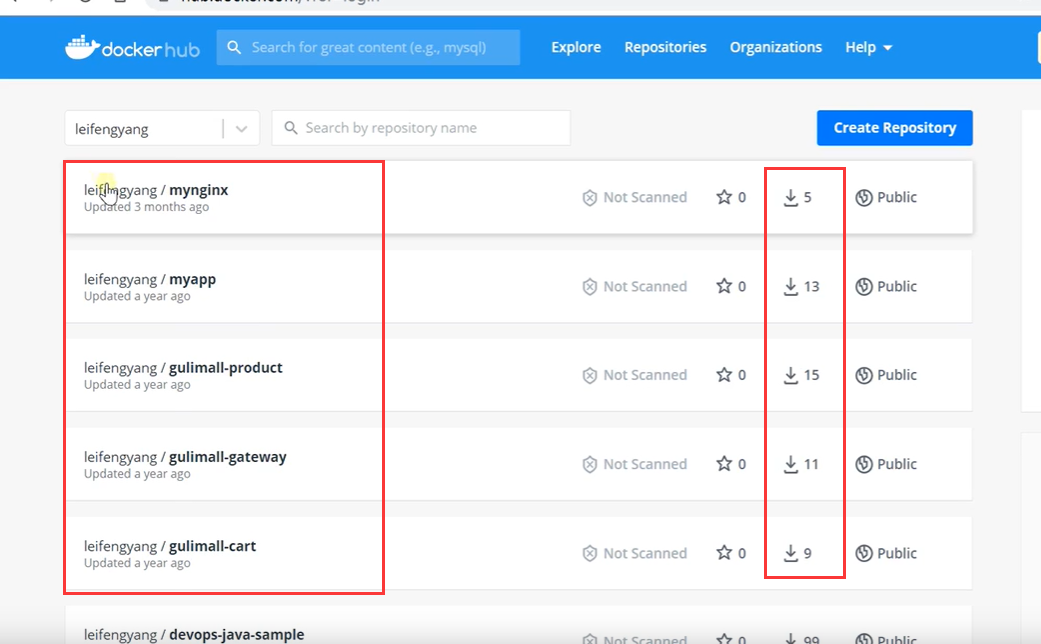 dockerhub
Search for great content (e.g., mysql)
Explore
Repositories
Organizations
Help
leifengyang
Search by repository name
Create Repository
leifengyang / mynginx
Updated 3 months ago
Not Scanned
0
5
Public
leifengyang / myapp
Updated a year ago
Not Scanned
0
13
Public
leifengyang / gulimall-product
Updated a year ago
Not Scanned
0
15
Public
leifengyang / gulimall-gateway
Updated a year ago
Not Scanned
0
11
Public
leifengyang / gulimall-cart
Updated a year ago
Not Scanned
0
9
Public
leifengyang / devops-java-sample
Not Scanned
0
99
Public